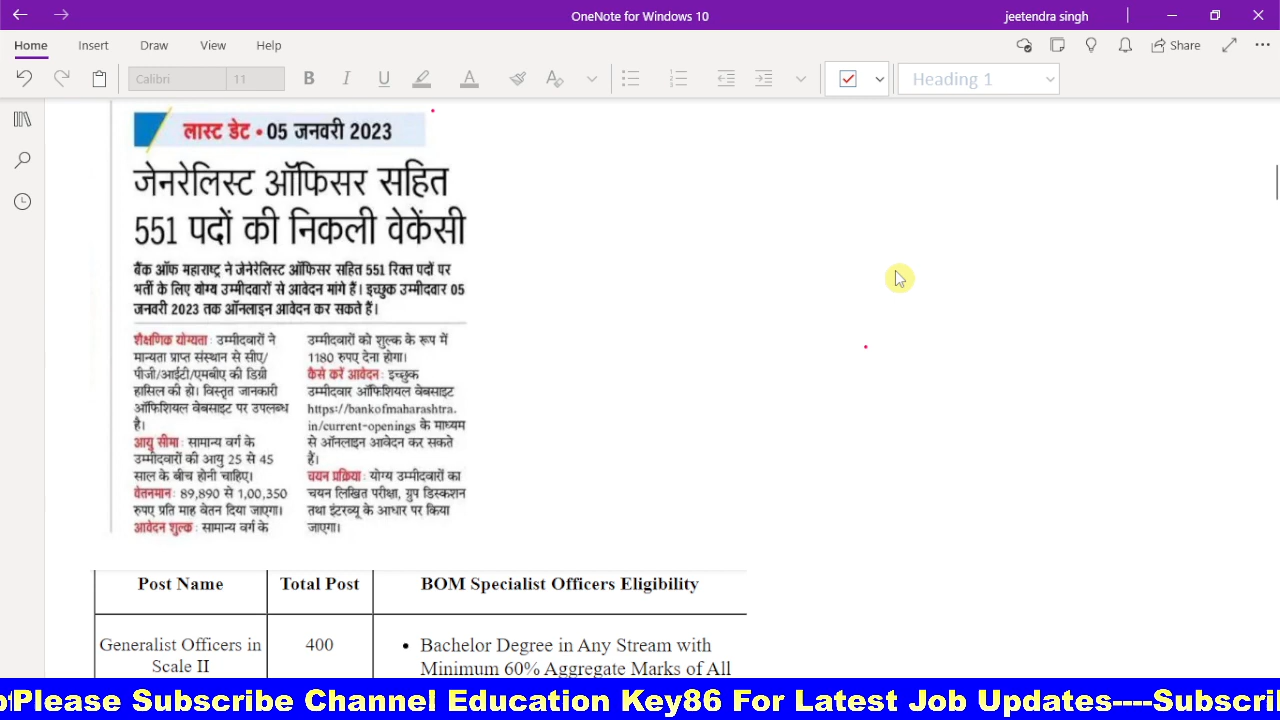 OneNote for Windows 10
jeetendra singh
Home Insert Draw View Help
Share
Calibri 11 B I U A Heading 1
लास्ट डेट • 05 जनवरी 2023
जेनरेलिस्ट ऑफिसर सहित
551 पदों की निकली वेकेंसी
बैंक ऑफ महाराष्ट्र ने जेनेरेलिस्ट ऑफिसर सहित 551 रिक्त पदों पर
भर्ती के लिए योग्य उम्मीदवारों से आवेदन मांगे हैं। इच्छुक उम्मीदवार 05
जनवरी 2023 तक ऑनलाइन आवेदन कर सकते हैं।
शैक्षणिक योग्यता : उम्मीदवारों ने
मान्यता प्राप्त संस्थान से सीए/
पीजी/आईटी/एमबीए की डिग्री
हासिल की हो। विस्तृत जानकारी
ऑफिशियल वेबसाइट पर उपलब्ध
है।
आयु सीमा : सामान्य वर्ग के
उम्मीदवारों की आयु 25 से 45
साल के बीच होनी चाहिए।
वेतनमान : 89,890 से 1,00,350
रुपए प्रति माह वेतन दिया जाएगा।
आवेदन शुल्क : सामान्य वर्ग के
उम्मीदवारों को शुल्क के रूप में
1180 रुपए देना होगा।
कैसे करें आवेदन : इच्छुक
उम्मीदवार ऑफिशियल वेबसाइट
https://bankofmaharashtra.
in/current-openings के माध्यम
से ऑनलाइन आवेदन कर सकते
हैं।
चयन प्रक्रिया : योग्य उम्मीदवारों का
चयन लिखित परीक्षा, ग्रुप डिस्कशन
तथा इंटरव्यू के आधार पर किया
जाएगा।
Post Name Total Post BOM Specialist Officers Eligibility
Generalist Officers in 400 • Bachelor Degree in Any Stream with
Scale II Minimum 60% Aggregate Marks of All
Please Subscribe Channel Education Key86 For Latest Job Updates----Subscri